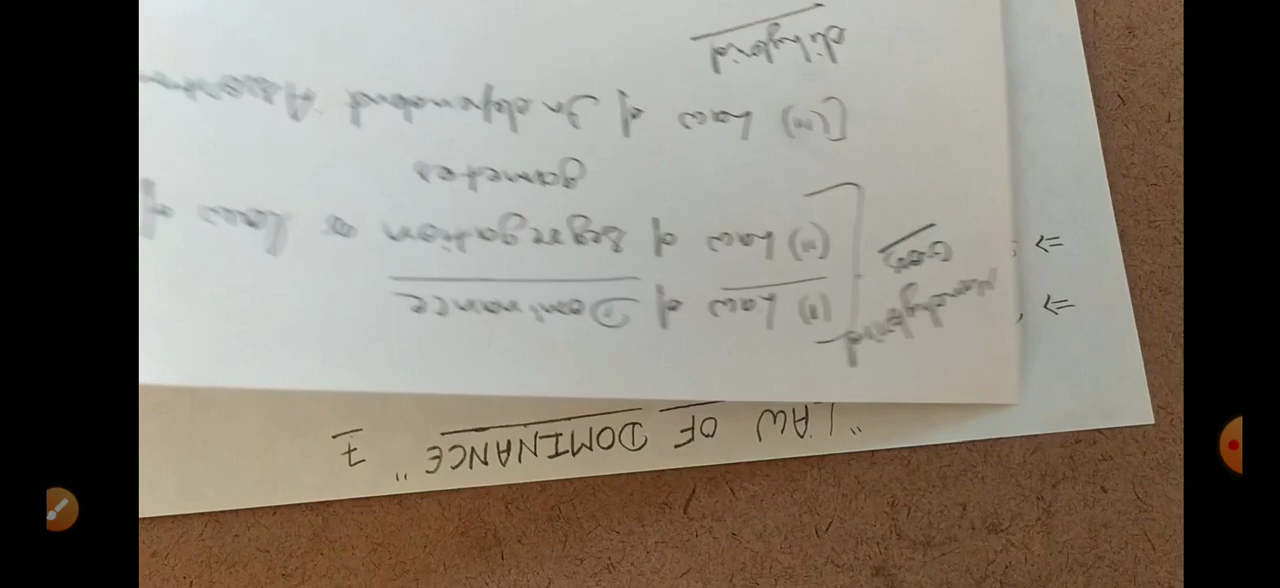 "LAW OF DOMINANCE" 7
⇒
⇒
Monohybrid
Cross
(i) Law of Dominance
(ii) Law of Segregation or Law of
gametes
(iii) Law of Independent
dihybrid